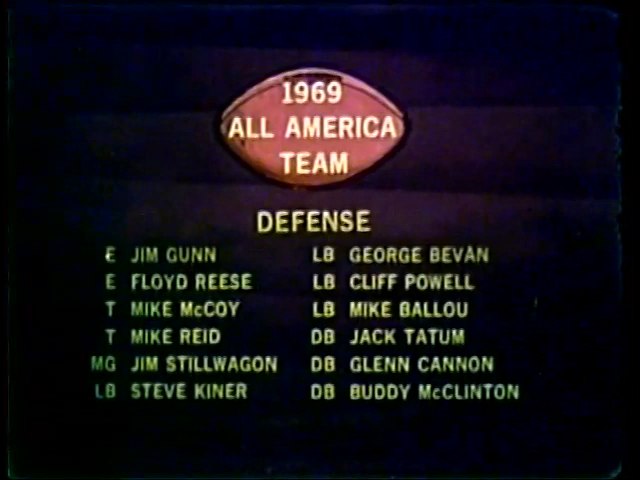 1969
ALL AMERICA
TEAM
DEFENSE
E JIM GUNN
E FLOYD REESE
T MIKE McCOY
T MIKE REID
MG JIM STILLWAGON
LB STEVE KINER
LB GEORGE BEVAN
LB CLIFF POWELL
LB MIKE BALLOU
DB JACK TATUM
DB GLENN CANNON
DB BUDDY McCLINTON